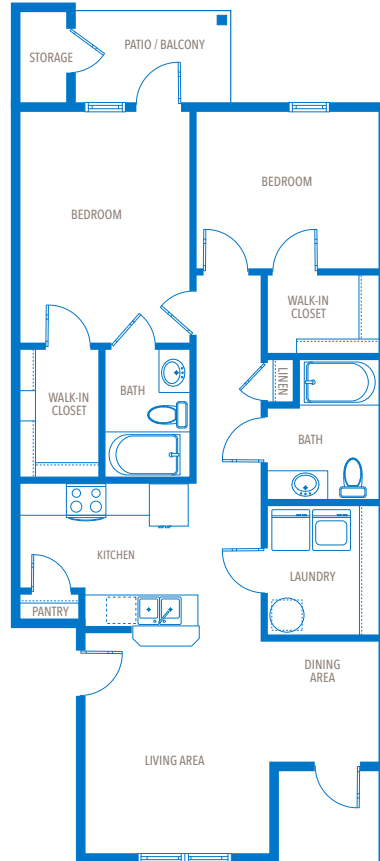 STORAGE
PATIO / BALCONY
BEDROOM
BEDROOM
WALK-IN
CLOSET
WALK-IN
CLOSET
BATH
LINEN
BATH
KITCHEN
LAUNDRY
PANTRY
DINING
AREA
LIVING AREA